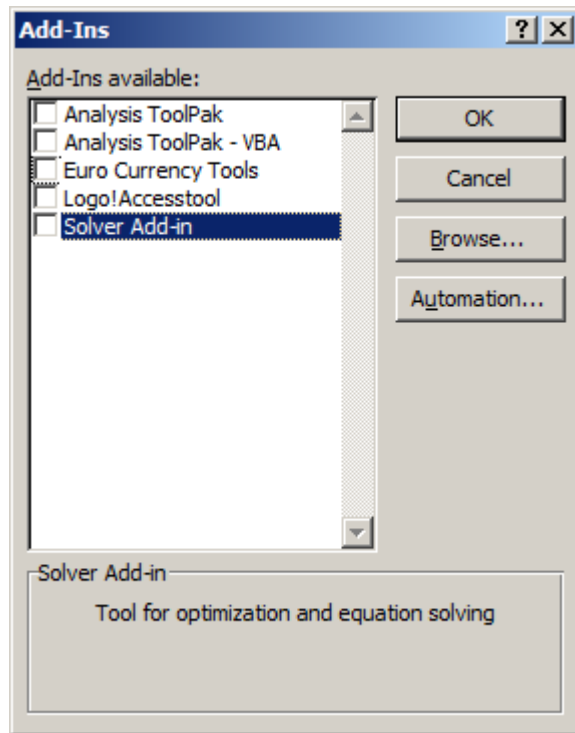 Add-Ins
Add-Ins available:
Analysis ToolPak
Analysis ToolPak - VBA
Euro Currency Tools
Logo!Accesstool
Solver Add-in
OK
Cancel
Browse...
Automation...
Solver Add-in
Tool for optimization and equation solving